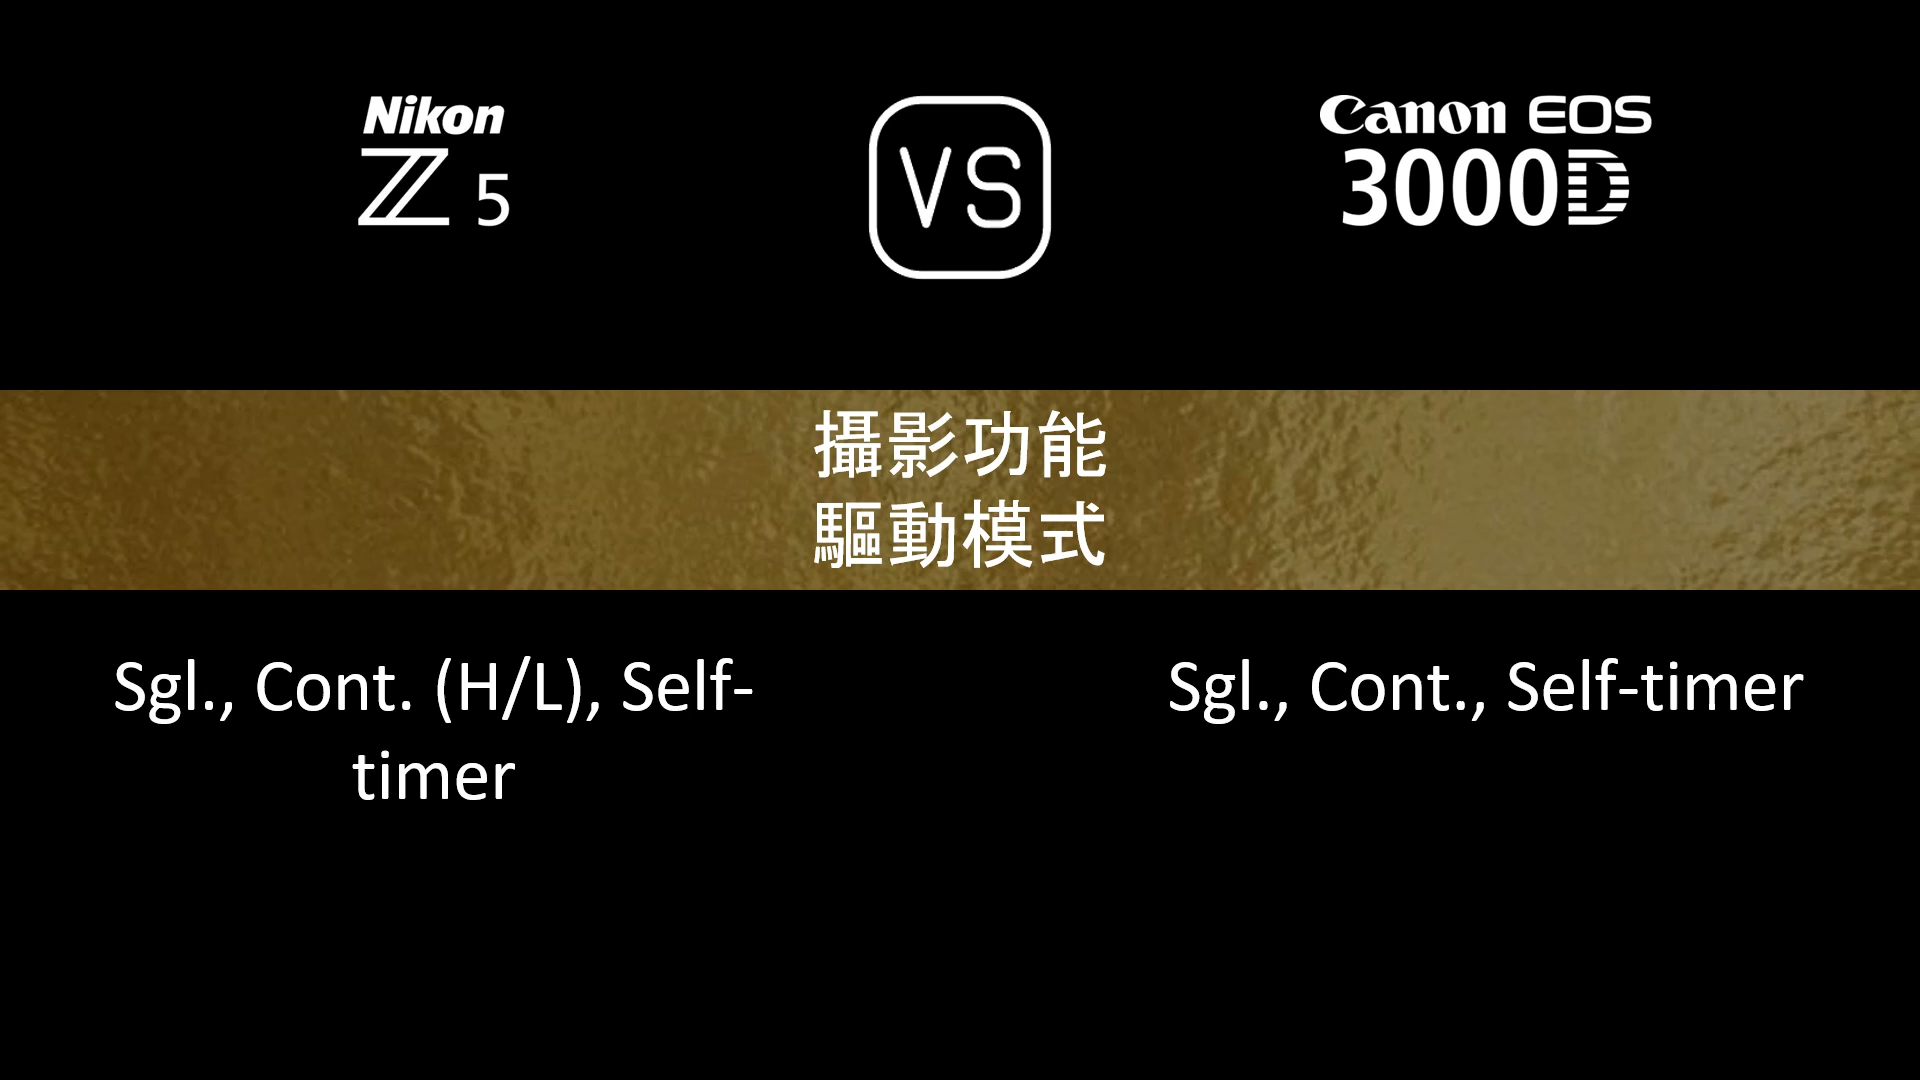 Nikon
Z 5
VS
Canon EOS
3000D
攝影功能
驅動模式
Sgl., Cont. (H/L), Self-
timer
Sgl., Cont., Self-timer